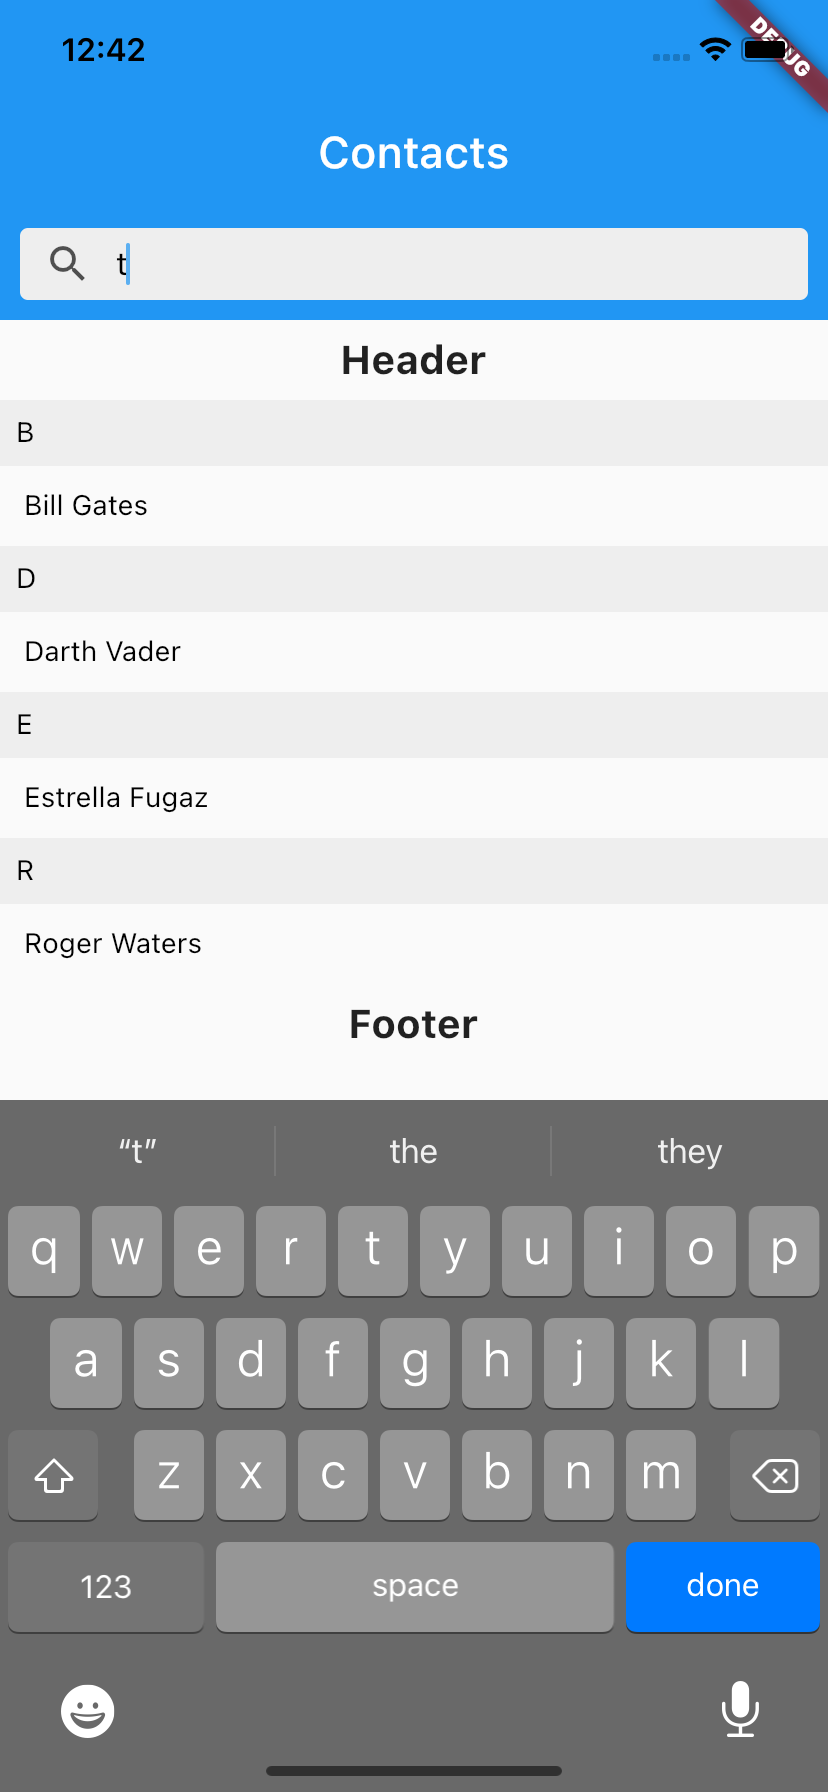 12:42
DEBUG
Contacts
t
Header
B
Bill Gates
D
Darth Vader
E
Estrella Fugaz
R
Roger Waters
Footer
“t” the they
q w e r t y u i o p
a s d f g h j k l
z x c v b n m
123 space done